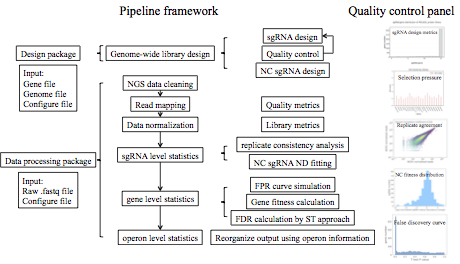 Pipeline framework
Quality control panel
sgRNA design
Design package
Genome-wide library design
Quality control
NC sgRNA design
Input:
Gene file
Genome file
Configure file
NGS data cleaning
Read mapping
Quality metrics
Data normalization
Library metrics
Data processing package
sgRNA level statistics
replicate consistency analysis
NC sgRNA ND fitting
Input:
Raw .fastq file
Configure file
gene level statistics
FPR curve simulation
Gene fitness calculation
FDR calculation by ST approach
operon level statistics
Reorganize output using operon information
sgRNA design metrics
Selection pressure
Replicate agreement
NC fitness distribution
False discovery curve